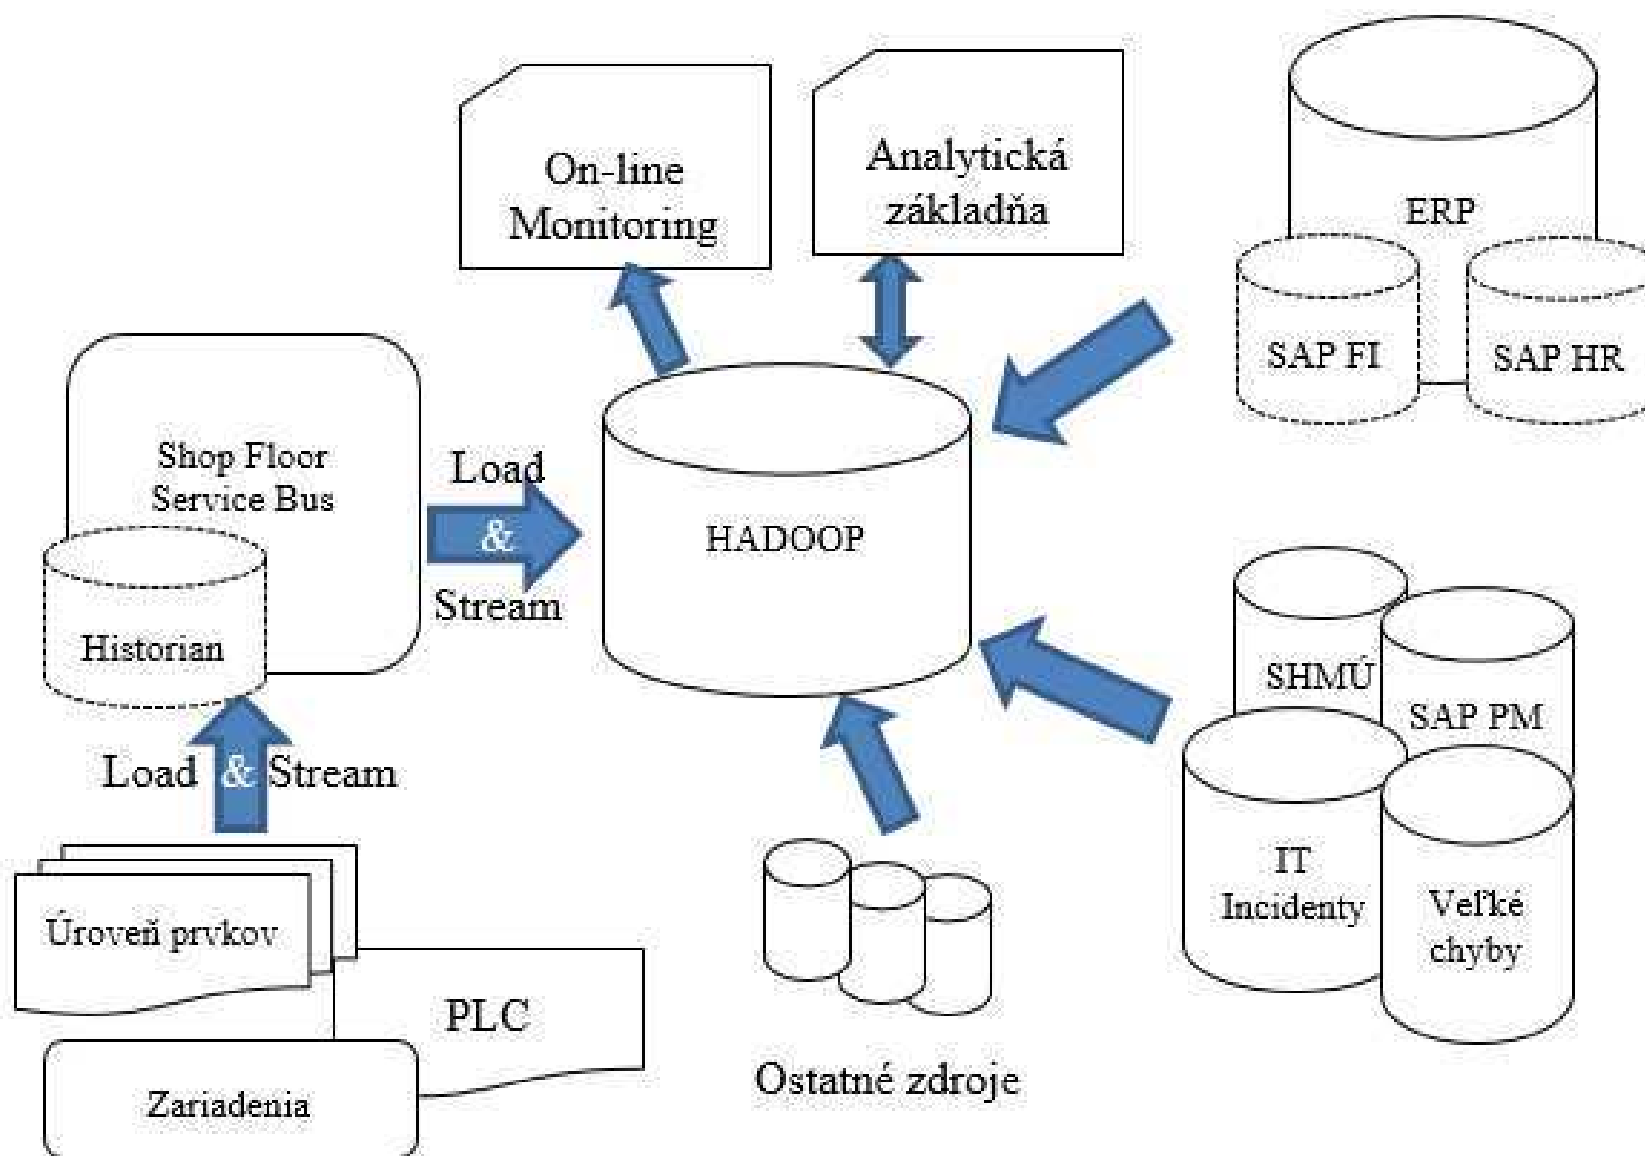 On-line
Monitoring
Analytická
základňa
ERP
SAP FI
SAP HR
Shop Floor
Service Bus
Historian
Load
&
Stream
HADOOP
SHMÚ
SAP PM
IT
Incidenty
Veľké
chyby
Load & Stream
Úroveň prvkov
PLC
Zariadenia
Ostatné zdroje